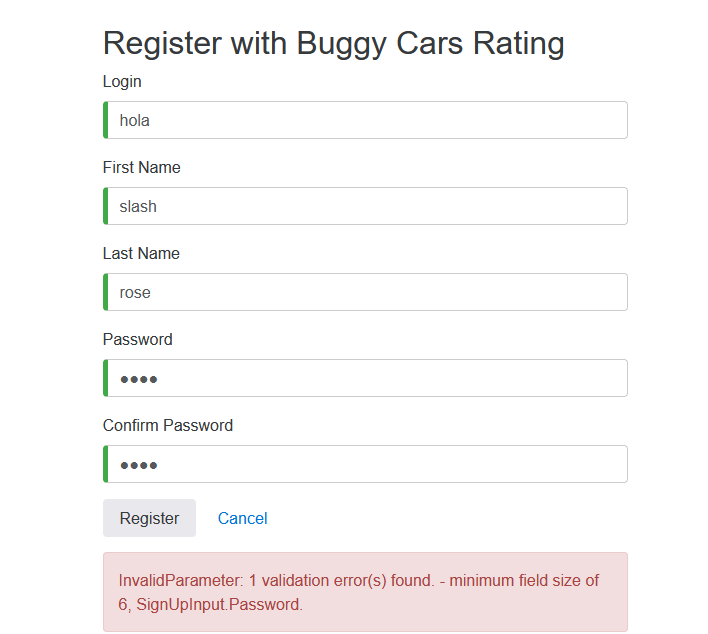 Register with Buggy Cars Rating
Login
hola
First Name
slash
Last Name
rose
Password
●●●●
Confirm Password
●●●●
Register Cancel
InvalidParameter: 1 validation error(s) found. - minimum field size of
6, SignUpInput.Password.